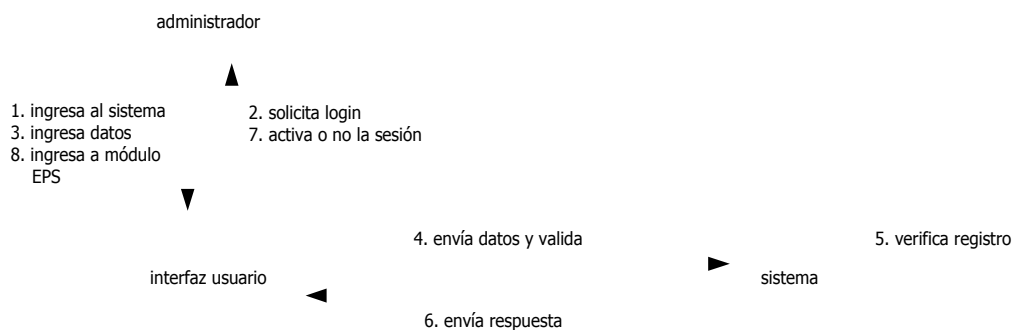 administrador
1. ingresa al sistema
3. ingresa datos
8. ingresa a módulo
EPS
2. solicita login
7. activa o no la sesión
4. envía datos y valida
5. verifica registro
interfaz usuario
sistema
6. envía respuesta